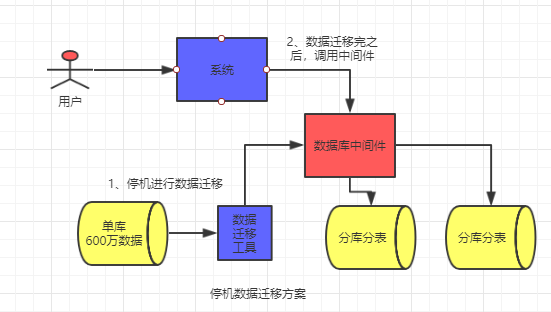 2、数据迁移完之
后，调用中间件
系统
用户
数据库中间件
1、停机进行数据迁移
单库
600万数据
数据
迁移
工具
分库分表
分库分表
停机数据迁移方案